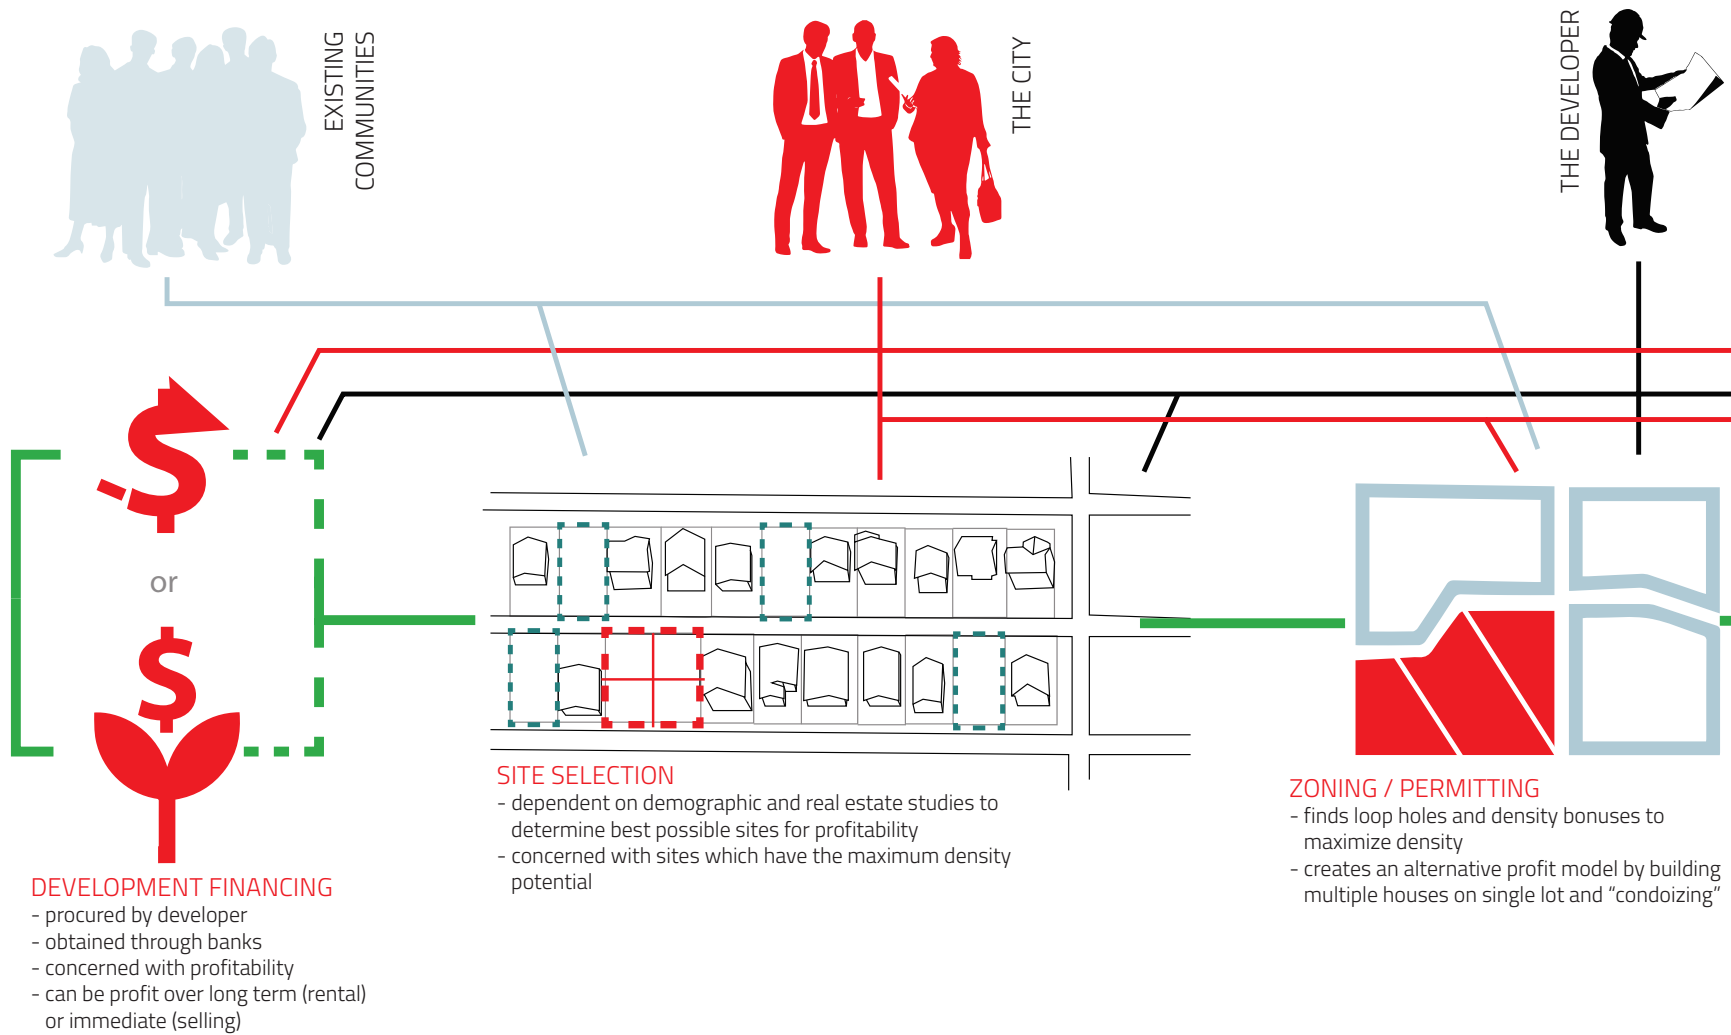 EXISTING
COMMUNITIES
THE CITY
THE DEVELOPER
$
or
$
DEVELOPMENT FINANCING
- procured by developer
- obtained through banks
- concerned with profitability
- can be profit over long term (rental)
or immediate (selling)
SITE SELECTION
- dependent on demographic and real estate studies to
determine best possible sites for profitability
- concerned with sites which have the maximum density
potential
ZONING / PERMITTING
- finds loop holes and density bonuses to
maximize density
- creates an alternative profit model by building
multiple houses on single lot and “condoizing”